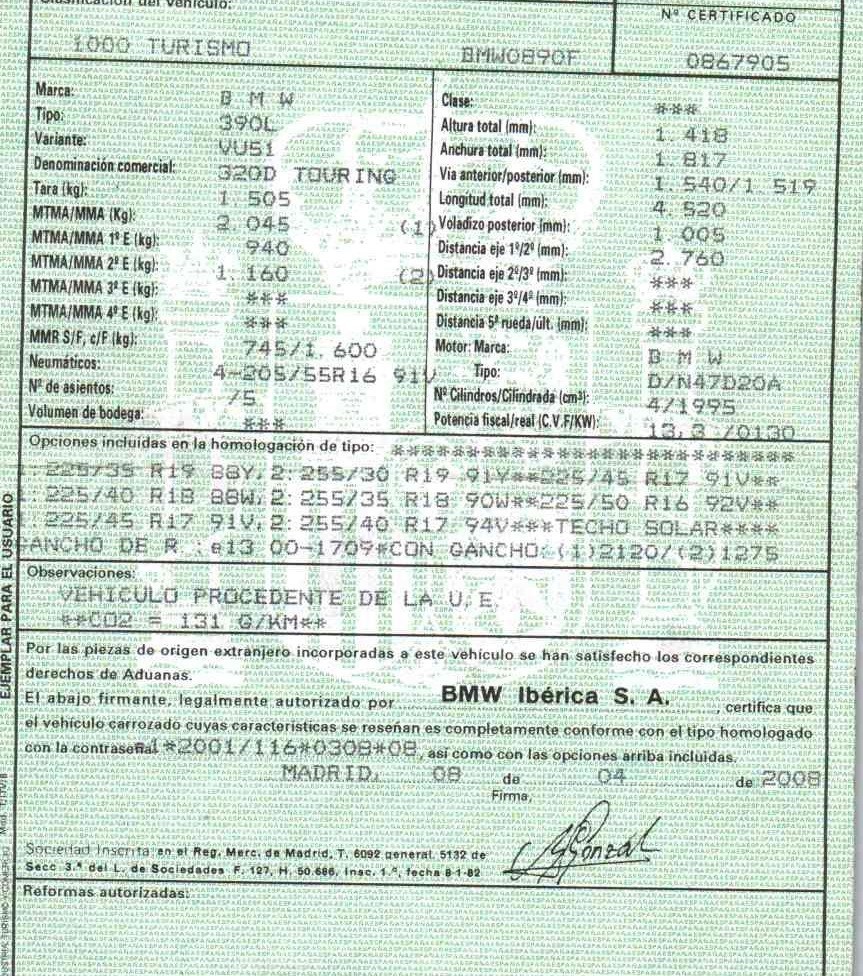 Clasificación del vehículo:
Nº CERTIFICADO
1000 TURISMO BMW0890F 0867905
Marca: B M W
Tipo: 390L
Variante: VU51
Denominación comercial: 320D TOURING
Tara (kg): 1.505
MTMA/MMA (Kg): 2.045 (1)
MTMA/MMA 1º E (kg): 940
MTMA/MMA 2º E (kg): 1.160 (2)
MTMA/MMA 3º E (kg): ***
MTMA/MMA 4º E (kg): ***
MMR S/F, c/F (kg): 745/1.600
Neumáticos: 4-205/55R16 91V
Nº de asientos: /5
Volumen de bodega: ***
Clase: ***
Altura total (mm): 1.418
Anchura total (mm): 1.817
Via anterior/posterior (mm): 1.540/1.519
Longitud total (mm): 4.520
Voladizo posterior (mm): 1.005
Distancia eje 1º/2º (mm): 2.760
Distancia eje 2º/3º (mm): ***
Distancia eje 3º/4º (mm): ***
Distancia 5ª rueda/últ. (mm): ***
Motor: Marca: B M W
Tipo: D/N47D20A
Nº Cilindros/Cilindrada (cm³): 4/1995
Potencia fiscal/real (C.V.F/KW): 13,3 /0130
Opciones incluidas en la homologación de tipo: ******************************
:225/35 R19 88Y,2:255/30 R19 91Y**225/45 R17 91V**
:225/40 R18 88W,2:255/35 R18 90W**225/50 R16 92V**
:225/45 R17 91V,2:255/40 R17 94V***TECHO SOLAR****
GANCHO DE R.:e13 00-1709*CON GANCHO:(1)2120/(2)1275
Observaciones:
VEHICULO PROCEDENTE DE LA U.E.
**CO2 = 131 G/KM**
Por las piezas de origen extranjero incorporadas a este vehículo se han satisfecho los correspondientes
derechos de Aduanas.
El abajo firmante, legalmente autorizado por BMW Ibérica S. A. , certifica que
el vehículo carrozado cuyas características se reseñan es completamente conforme con el tipo homologado
con la contraseña 1*2001/116*0308*08, así como con las opciones arriba incluidas.
MADRID, 08 de 04 de 2008
Firma,
Sociedad Inscrita en el Reg. Merc. de Madrid, T. 6092 general. 5132 de
Secc 3.ª del L. de Sociedades F. 127, H. 50.686, Insc. 1.ª, fecha 8-1-82
Reformas autorizadas:
EJEMPLAR PARA EL USUARIO